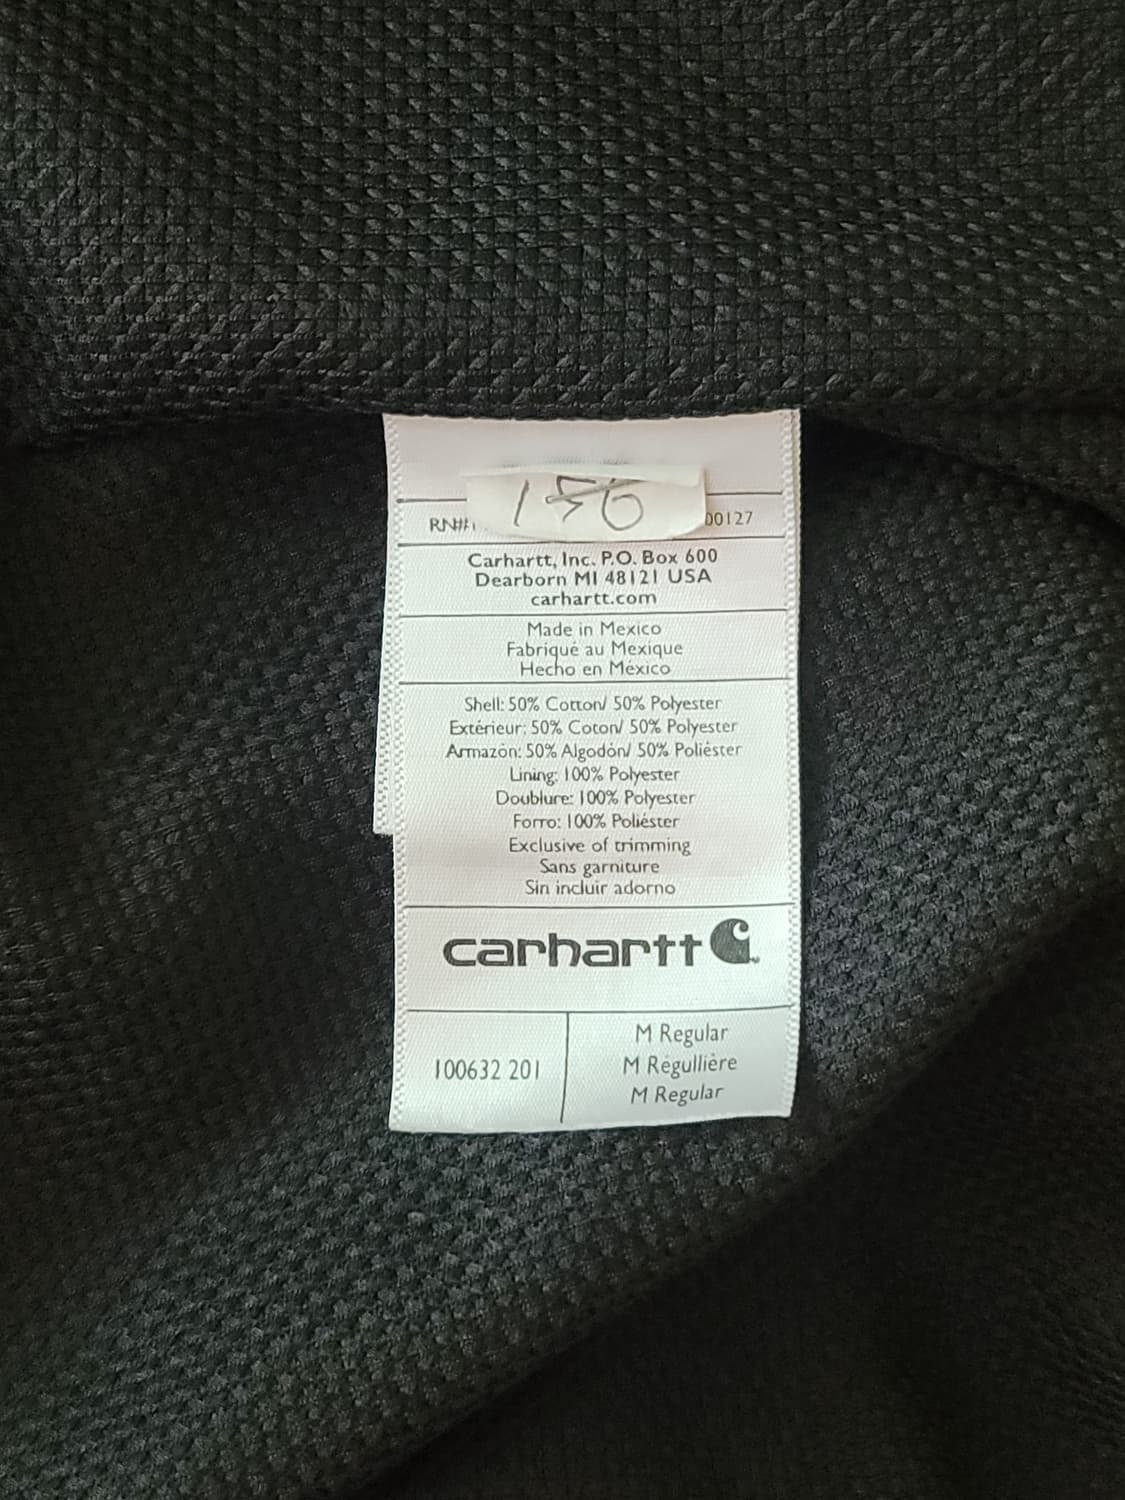 156
RN#
00127
Carhartt, Inc. P.O. Box 600
Dearborn MI 48121 USA
carhartt.com
Made in Mexico
Fabriqué au Mexique
Hecho en México
Shell: 50% Cotton/ 50% Polyester
Extérieur: 50% Coton/ 50% Polyester
Armazón: 50% Algodón/ 50% Poliéster
Lining: 100% Polyester
Doublure: 100% Polyester
Forro: 100% Poliéster
Exclusive of trimming
Sans garniture
Sin incluir adorno
carhartt
100632 201
M Regular
M Régullière
M Regular